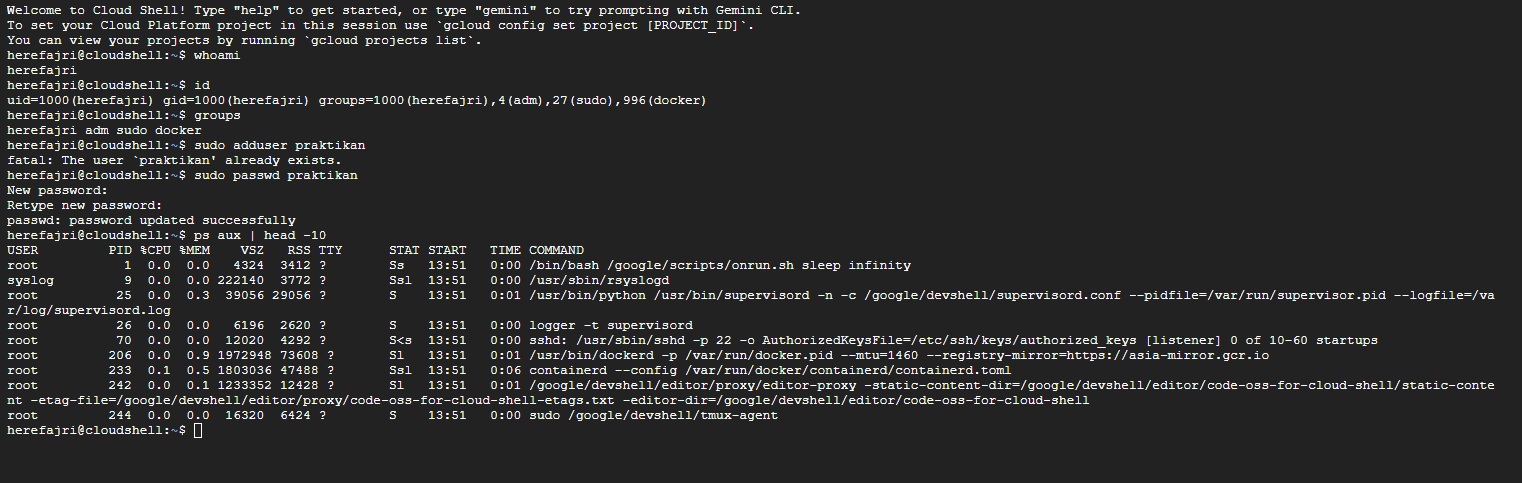 Welcome to Cloud Shell! Type "help" to get started, or type "gemini" to try prompting with Gemini CLI.
To set your Cloud Platform project in this session use `gcloud config set project [PROJECT_ID]`.
You can view your projects by running `gcloud projects list`.
herefajri@cloudshell:~$ whoami
herefajri
herefajri@cloudshell:~$ id
uid=1000(herefajri) gid=1000(herefajri) groups=1000(herefajri),4(adm),27(sudo),996(docker)
herefajri@cloudshell:~$ groups
herefajri adm sudo docker
herefajri@cloudshell:~$ sudo adduser praktikan
fatal: The user `praktikan' already exists.
herefajri@cloudshell:~$ sudo passwd praktikan
New password:
Retype new password:
passwd: password updated successfully
herefajri@cloudshell:~$ ps aux | head -10
USER         PID %CPU %MEM    VSZ   RSS TTY      STAT START   TIME COMMAND
root           1  0.0  0.0   4324  3412 ?        Ss   13:51   0:00 /bin/bash /google/scripts/onrun.sh sleep infinity
syslog         9  0.0  0.0 222140  3772 ?        Ssl  13:51   0:00 /usr/sbin/rsyslogd
root          25  0.0  0.3  39056 29056 ?        S    13:51   0:01 /usr/bin/python /usr/bin/supervisord -n -c /google/devshell/supervisord.conf --pidfile=/var/run/supervisor.pid --logfile=/va
r/log/supervisord.log
root          26  0.0  0.0   6196  2620 ?        S    13:51   0:00 logger -t supervisord
root          70  0.0  0.0  12020  4292 ?        S<s  13:51   0:00 sshd: /usr/sbin/sshd -p 22 -o AuthorizedKeysFile=/etc/ssh/keys/authorized_keys [listener] 0 of 10-60 startups
root         206  0.0  0.9 1972948 73608 ?       Sl   13:51   0:01 /usr/bin/dockerd -p /var/run/docker.pid --mtu=1460 --registry-mirror=https://asia-mirror.gcr.io
root         233  0.1  0.5 1803036 47488 ?       Ssl  13:51   0:06 containerd --config /var/run/docker/containerd/containerd.toml
root         242  0.0  0.1 1233352 12428 ?       Sl   13:51   0:01 /google/devshell/editor/proxy/editor-proxy -static-content-dir=/google/devshell/editor/code-oss-for-cloud-shell/static-conte
nt -etag-file=/google/devshell/editor/proxy/code-oss-for-cloud-shell-etags.txt -editor-dir=/google/devshell/editor/code-oss-for-cloud-shell
root         244  0.0  0.0  16320  6424 ?        S    13:51   0:00 sudo /google/devshell/tmux-agent
herefajri@cloudshell:~$